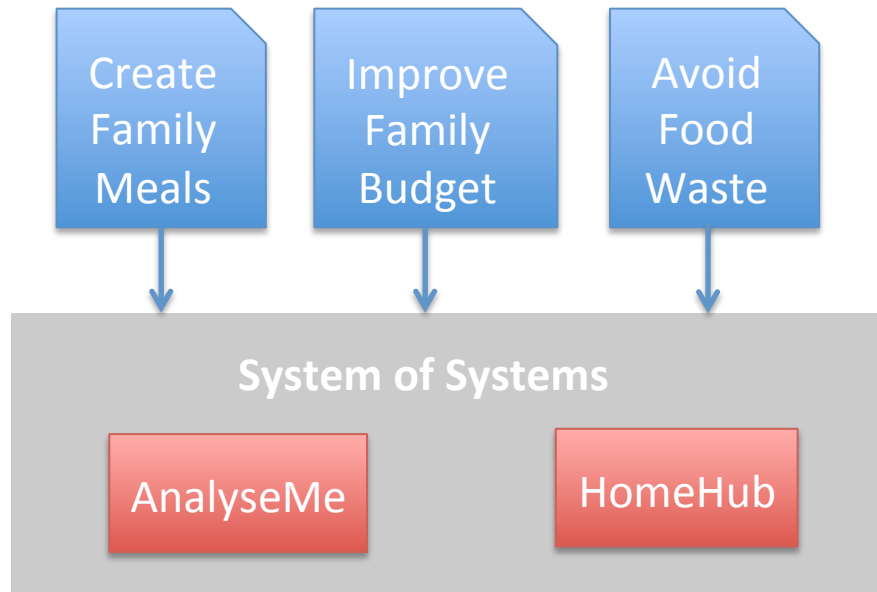 Create
Family
Meals
Improve
Family
Budget
Avoid
Food
Waste
System of Systems
AnalyseMe
HomeHub